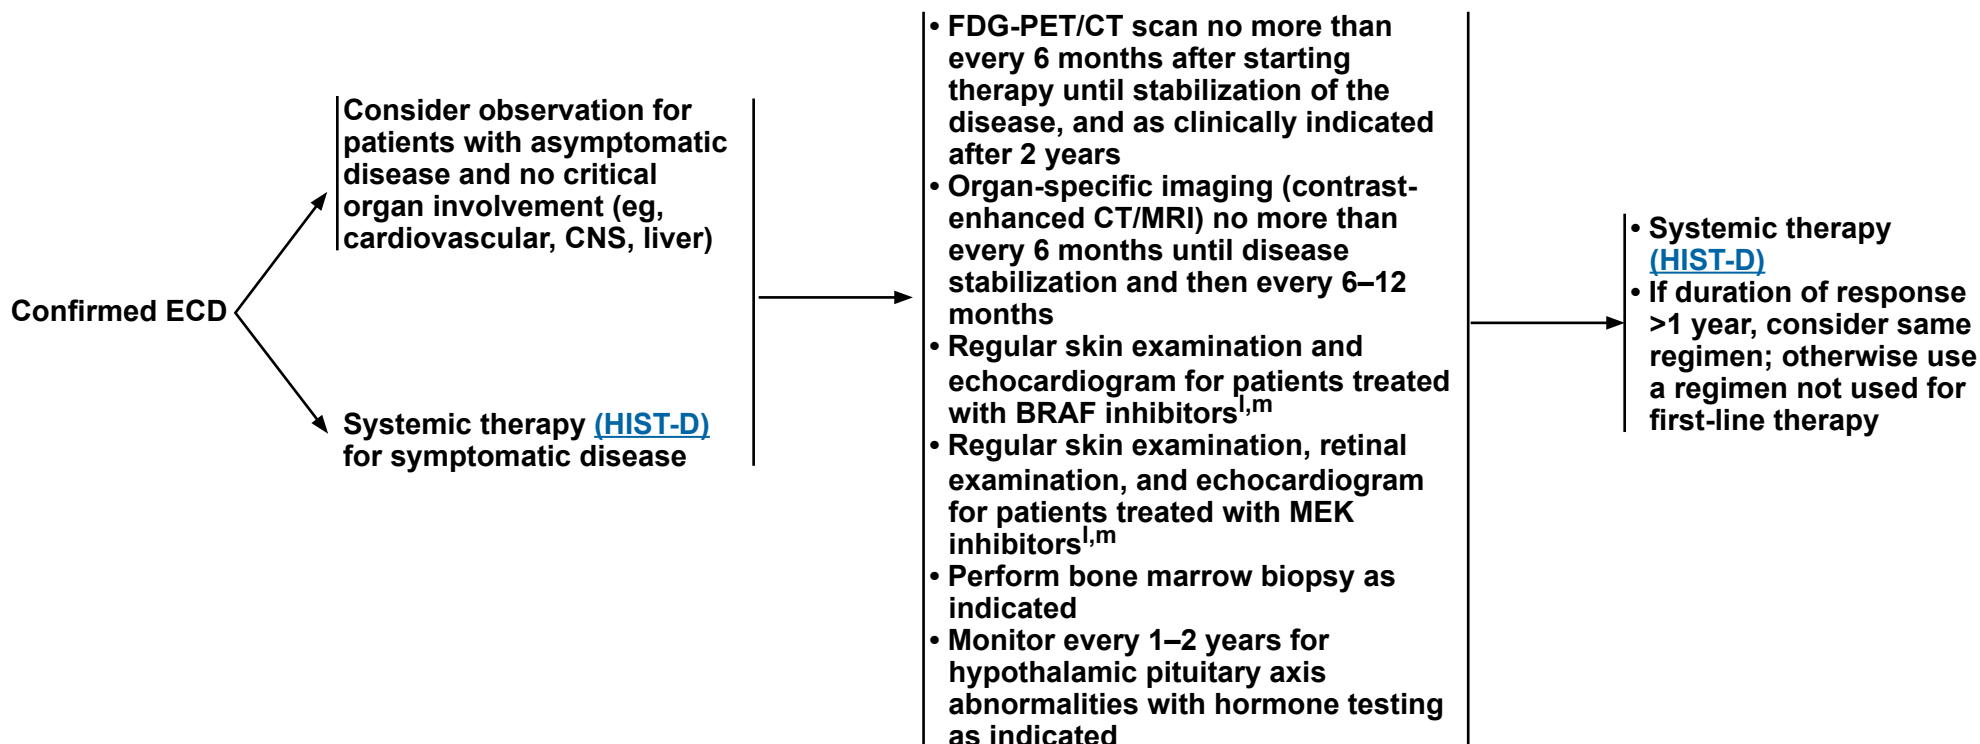 Confirmed ECD
Consider observation for
patients with asymptomatic
disease and no critical
organ involvement (eg,
cardiovascular, CNS, liver)
Systemic therapy (HIST-D)
for symptomatic disease
• FDG-PET/CT scan no more than
every 6 months after starting
therapy until stabilization of the
disease, and as clinically indicated
after 2 years
• Organ-specific imaging (contrast-
enhanced CT/MRI) no more than
every 6 months until disease
stabilization and then every 6–12
months
• Regular skin examination and
echocardiogram for patients treated
with BRAF inhibitorsl,m
• Regular skin examination, retinal
examination, and echocardiogram
for patients treated with MEK
inhibitorsl,m
• Perform bone marrow biopsy as
indicated
• Monitor every 1–2 years for
hypothalamic pituitary axis
abnormalities with hormone testing
as indicated
• Systemic therapy
(HIST-D)
• If duration of response
>1 year, consider same
regimen; otherwise use
a regimen not used for
first-line therapy